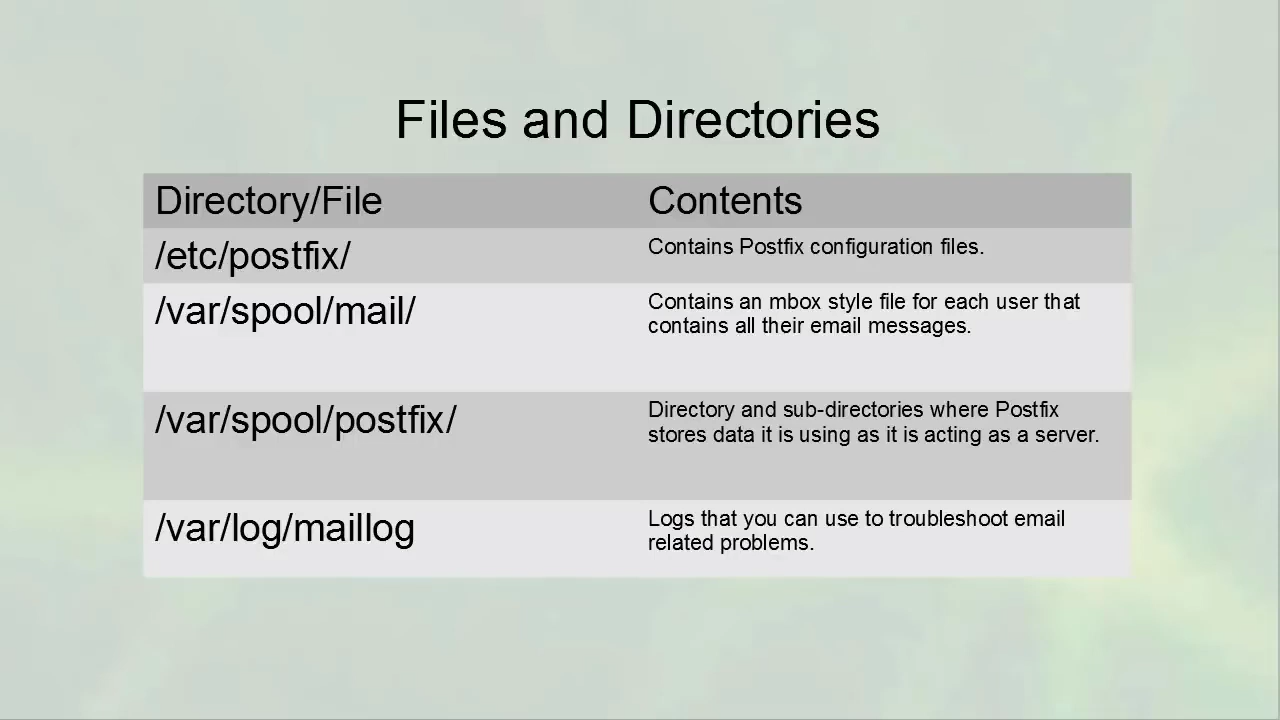 Files and Directories
Directory/File
Contents
/etc/postfix/
Contains Postfix configuration files.
/var/spool/mail/
Contains an mbox style file for each user that
contains all their email messages.
/var/spool/postfix/
Directory and sub-directories where Postfix
stores data it is using as it is acting as a server.
/var/log/maillog
Logs that you can use to troubleshoot email
related problems.